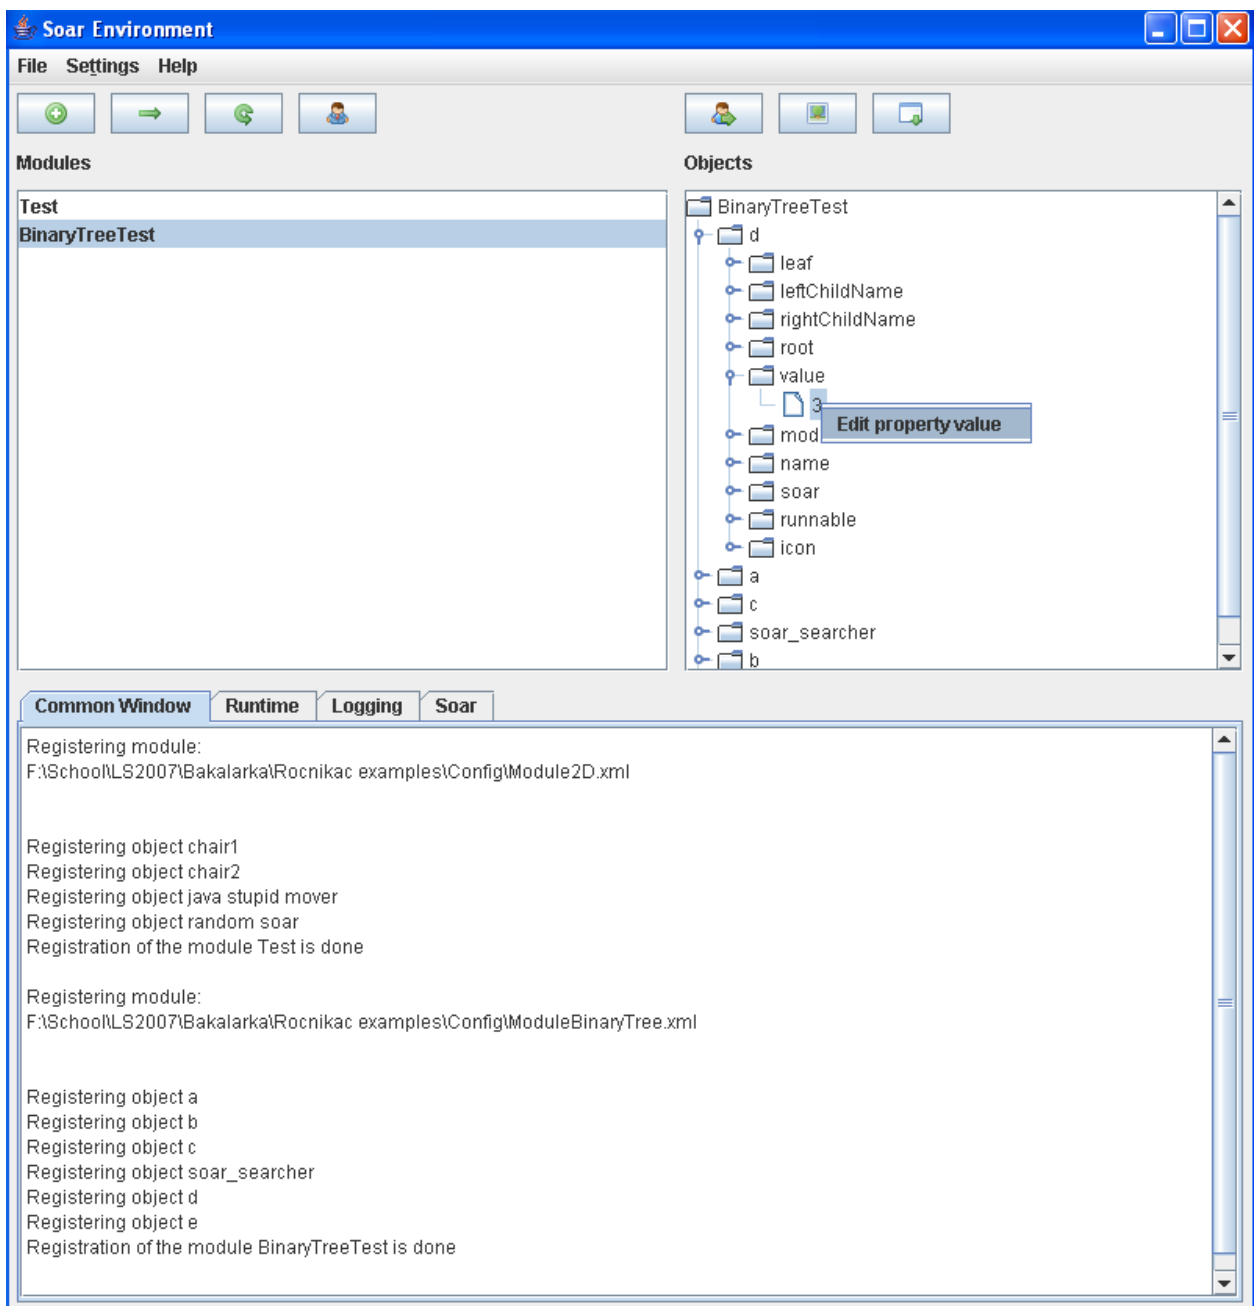 Soar Environment
File Settings Help
Modules
Test
BinaryTreeTest
Objects
BinaryTreeTest
d
leaf
leftChildName
rightChildName
root
value
3
Edit property value
mod
name
soar
runnable
icon
a
c
soar_searcher
b
Common Window Runtime Logging Soar
Registering module:
F:\School\LS2007\Bakalarka\Rocnikac examples\Config\Module2D.xml
Registering object chair1
Registering object chair2
Registering object java stupid mover
Registering object random soar
Registration of the module Test is done
Registering module:
F:\School\LS2007\Bakalarka\Rocnikac examples\Config\ModuleBinaryTree.xml
Registering object a
Registering object b
Registering object c
Registering object soar_searcher
Registering object d
Registering object e
Registration of the module BinaryTreeTest is done